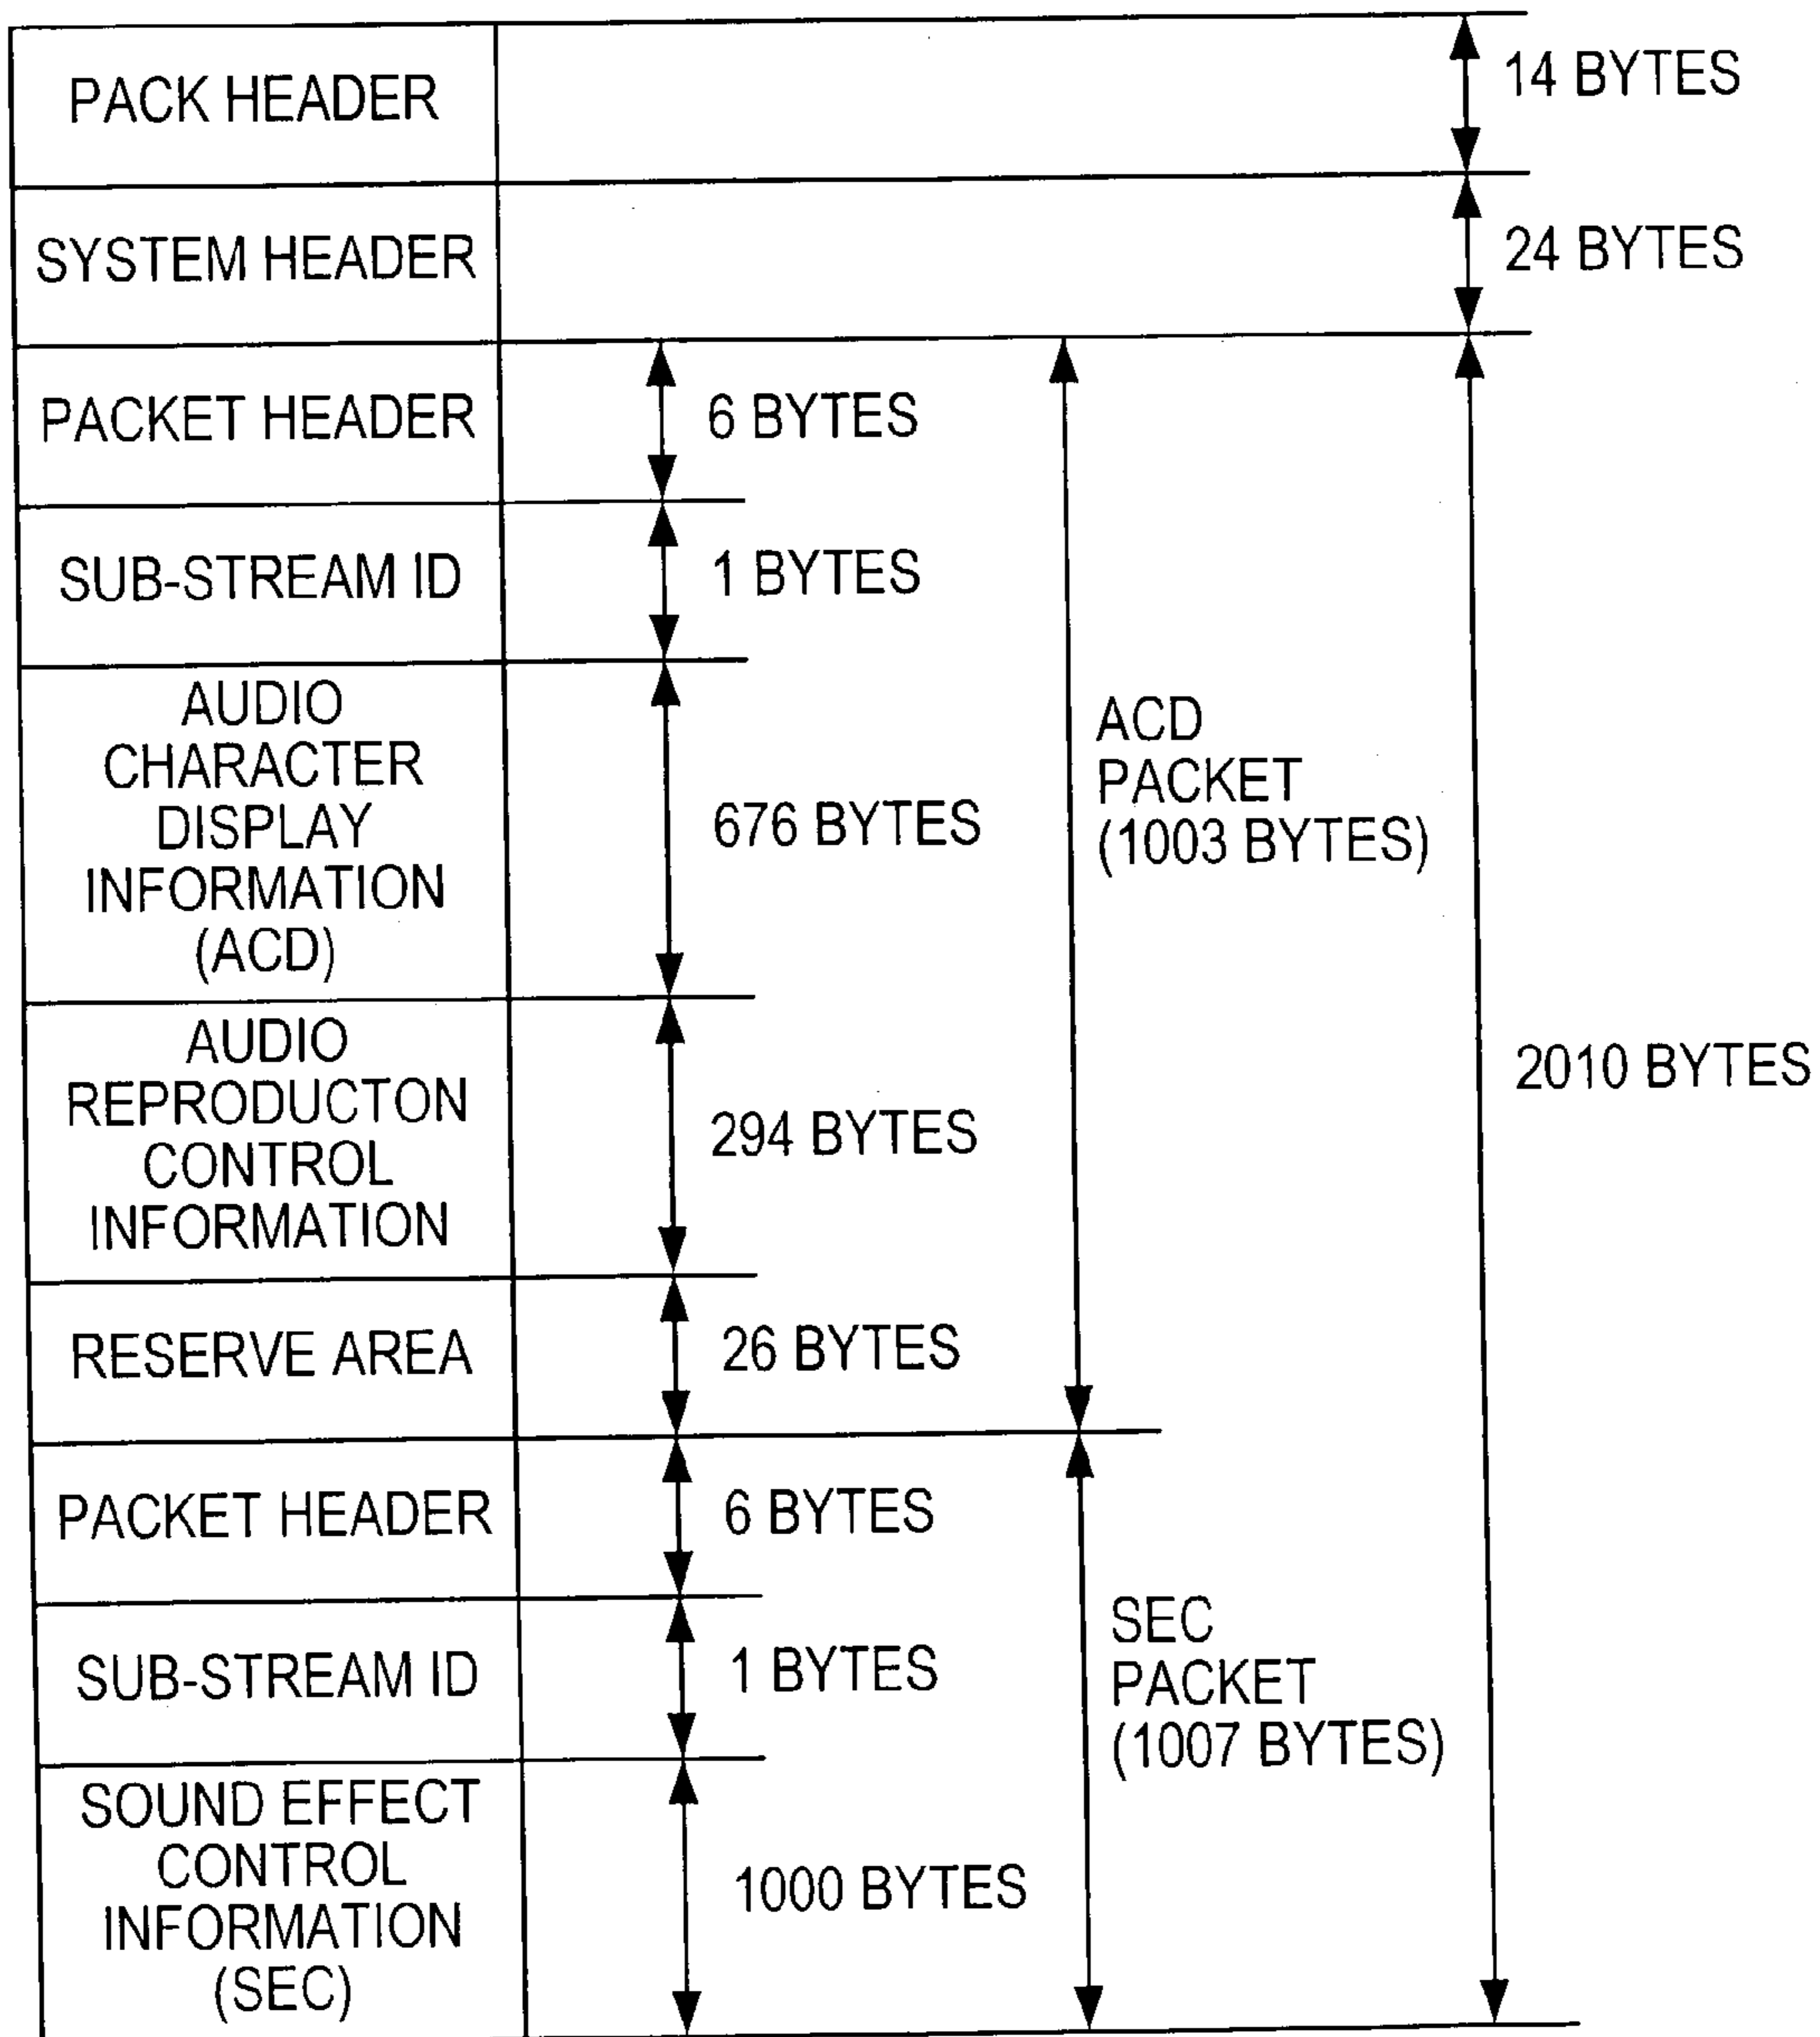 PACK HEADER
14 BYTES
SYSTEM HEADER
24 BYTES
PACKET HEADER
6 BYTES
SUB-STREAM ID
1 BYTES
AUDIO
CHARACTER
DISPLAY
INFORMATION
(ACD)
676 BYTES
ACD
PACKET
(1003 BYTES)
AUDIO
REPRODUCTON
CONTROL
INFORMATION
294 BYTES
2010 BYTES
RESERVE AREA
26 BYTES
PACKET HEADER
6 BYTES
SUB-STREAM ID
1 BYTES
SEC
PACKET
(1007 BYTES)
SOUND EFFECT
CONTROL
INFORMATION
(SEC)
1000 BYTES